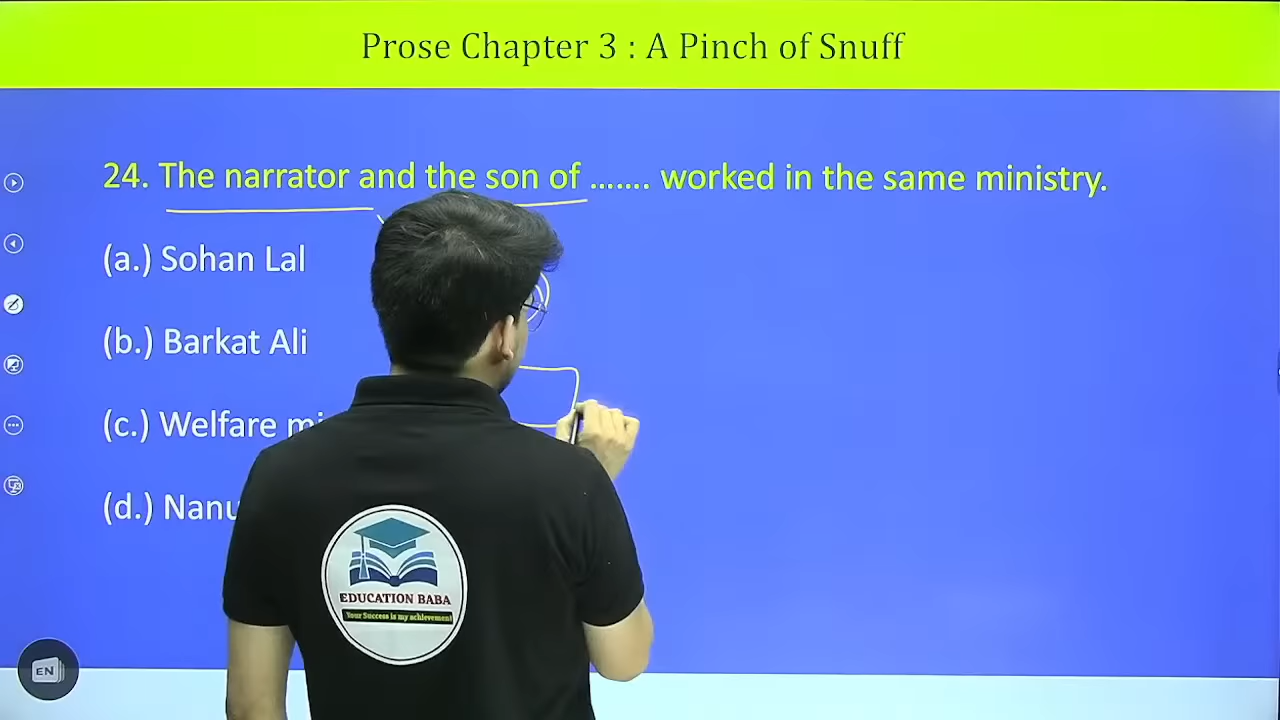 Prose Chapter 3 : A Pinch of Snuff
24. The narrator and the son of ....... worked in the same ministry.
(a.) Sohan Lal
(b.) Barkat Ali
(c.) Welfare
(d.)
EDUCATION BABA
Your Success is my achievement
EN